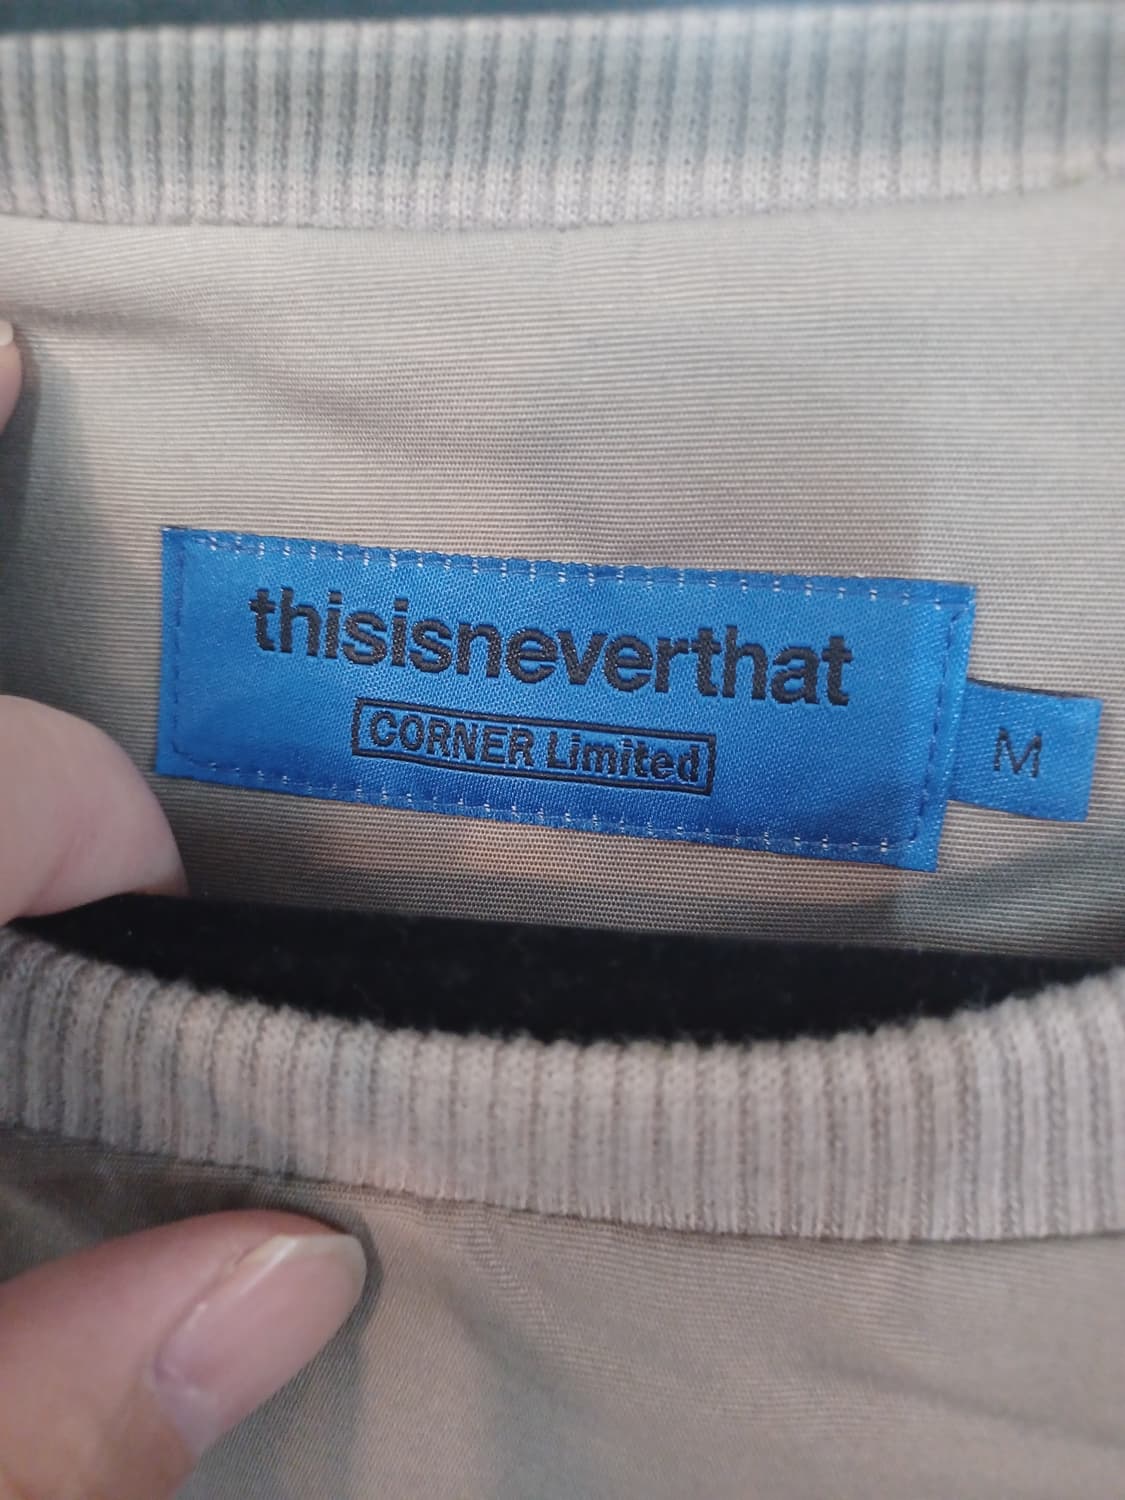 thisisneverthat
CORNER Limited
M